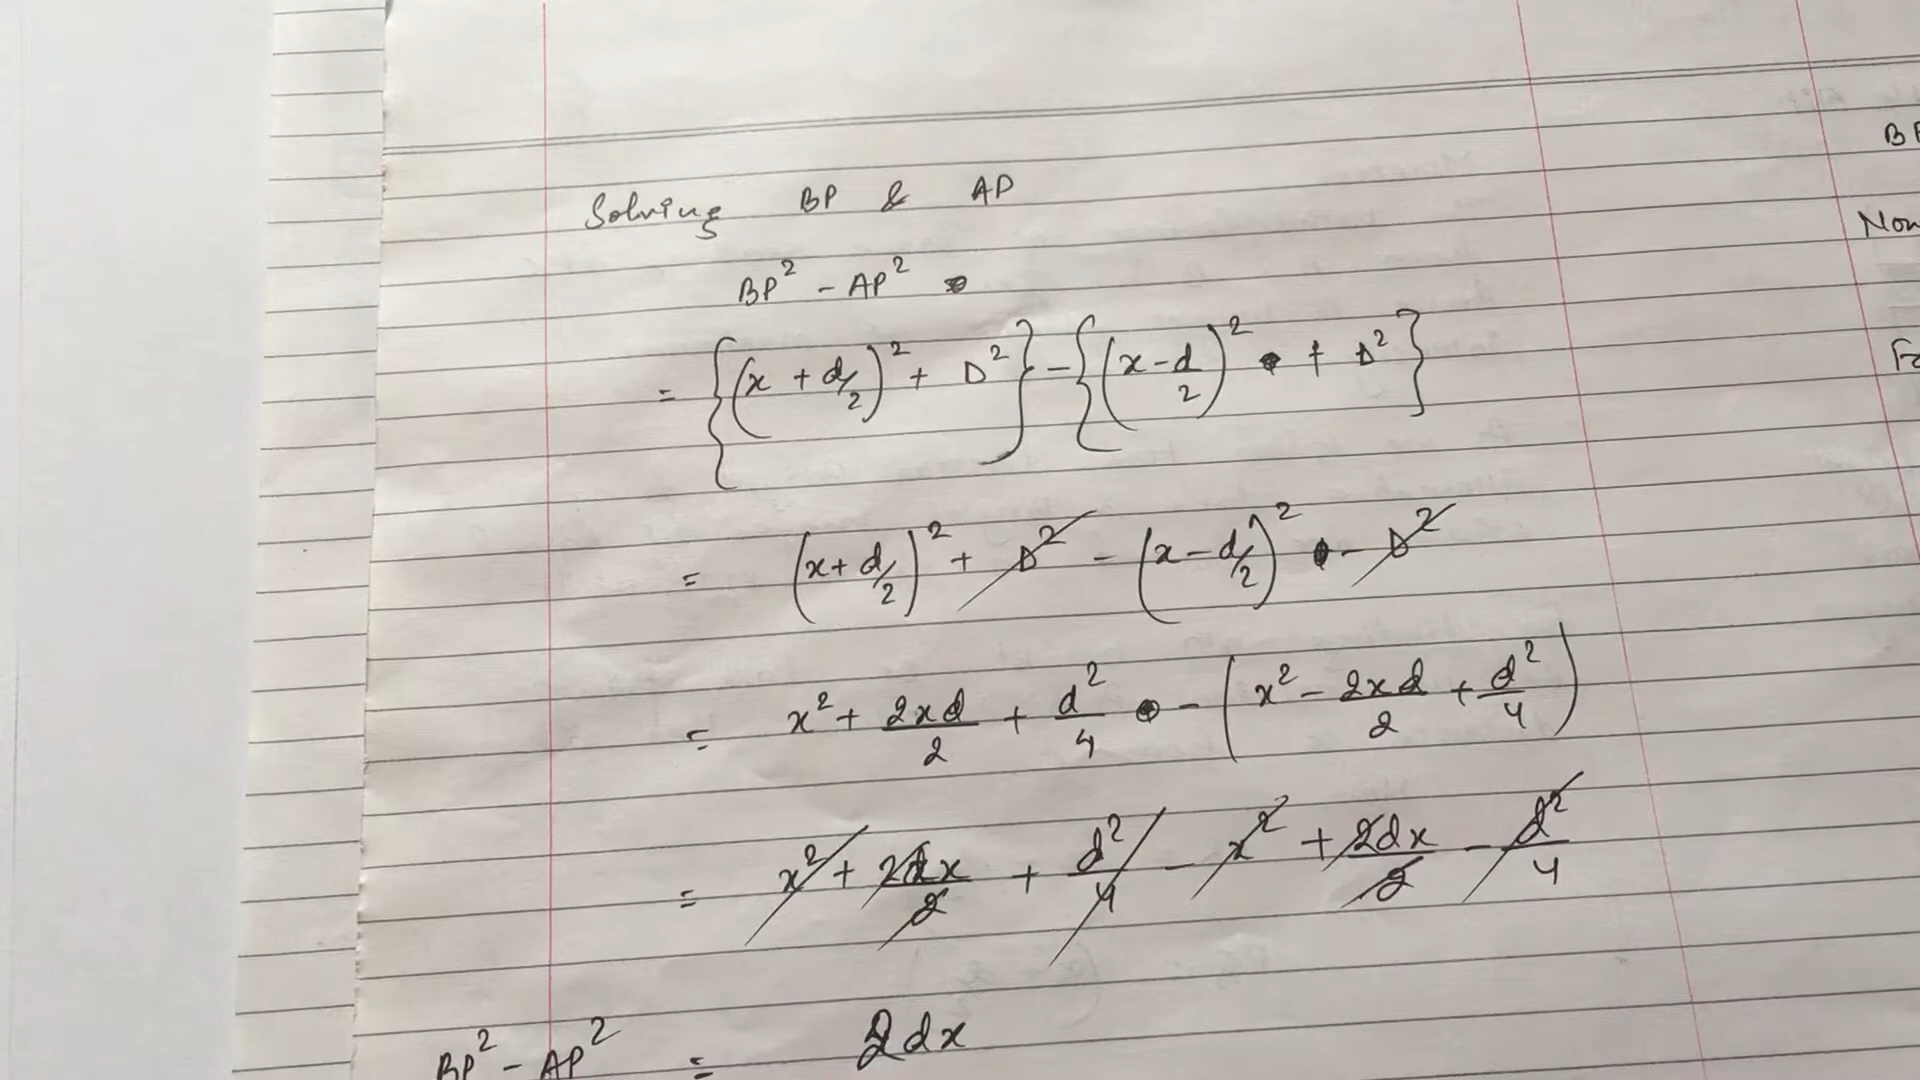 Solving BP & AP
BP² - AP²
= {(x + d/2)² + D²} - {(x - d/2)² + D²}
= (x + d/2)² + D² - (x - d/2)² - D²
= x² + 2xd/2 + d²/4 - (x² - 2xd/2 + d²/4)
= x² + 2dx/2 + d²/4 - x² + 2dx/2 - d²/4
BP² - AP² = 2dx